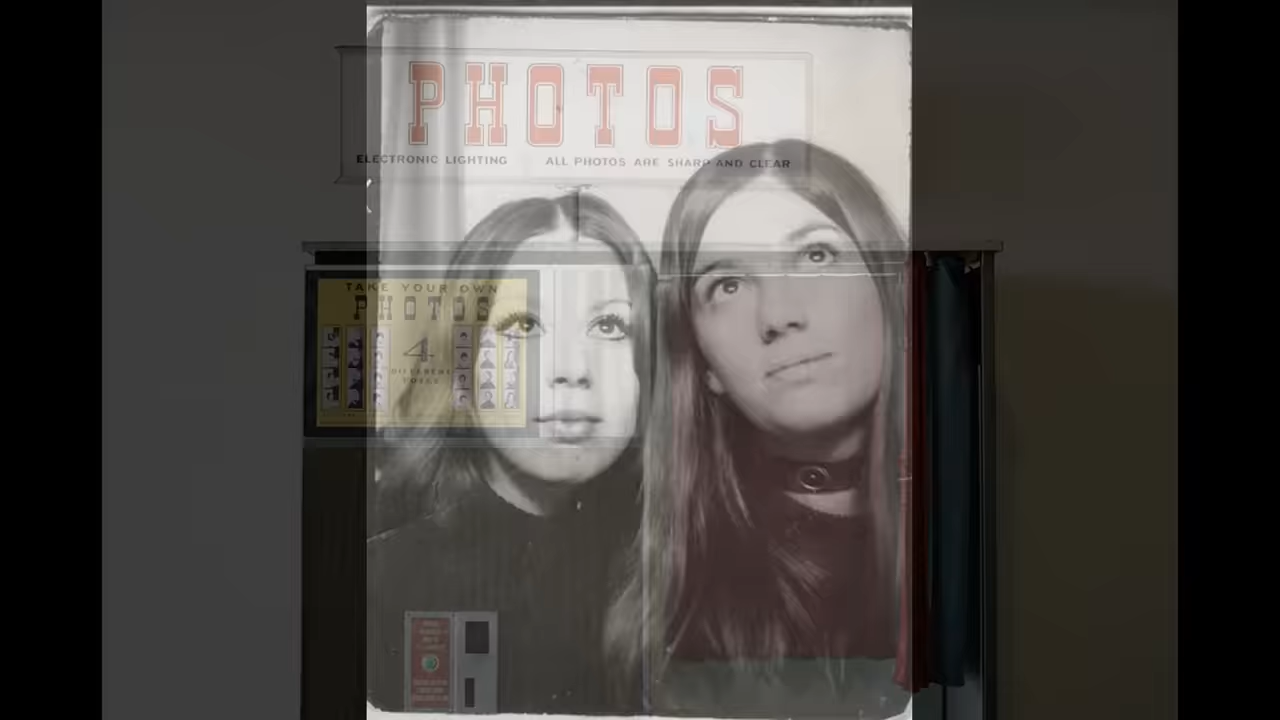 PHOTOS
ELECTRONIC LIGHTING ALL PHOTOS ARE SHARP AND CLEAR
TAKE YOUR OWN
PHOTOS
4
DIFFERENT
POSES